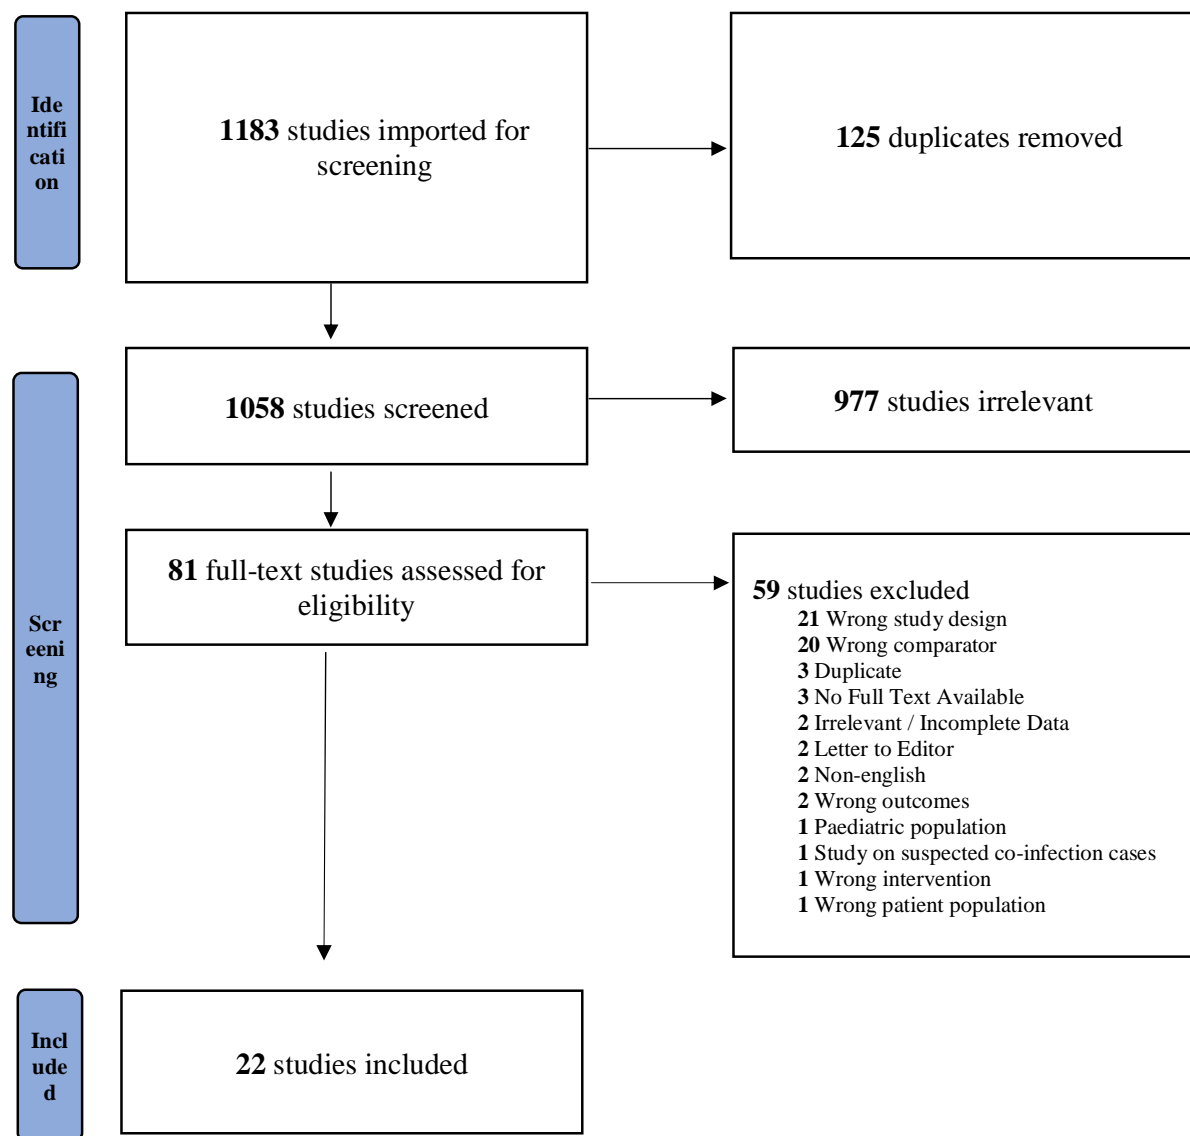 Ide
ntifi
cati
on
1183 studies imported for
screening
125 duplicates removed
Scr
eeni
ng
1058 studies screened
977 studies irrelevant
81 full-text studies assessed for
eligibility
59 studies excluded
21 Wrong study design
20 Wrong comparator
3 Duplicate
3 No Full Text Available
2 Irrelevant / Incomplete Data
2 Letter to Editor
2 Non-english
2 Wrong outcomes
1 Paediatric population
1 Study on suspected co-infection cases
1 Wrong intervention
1 Wrong patient population
Incl
ude
d
22 studies included